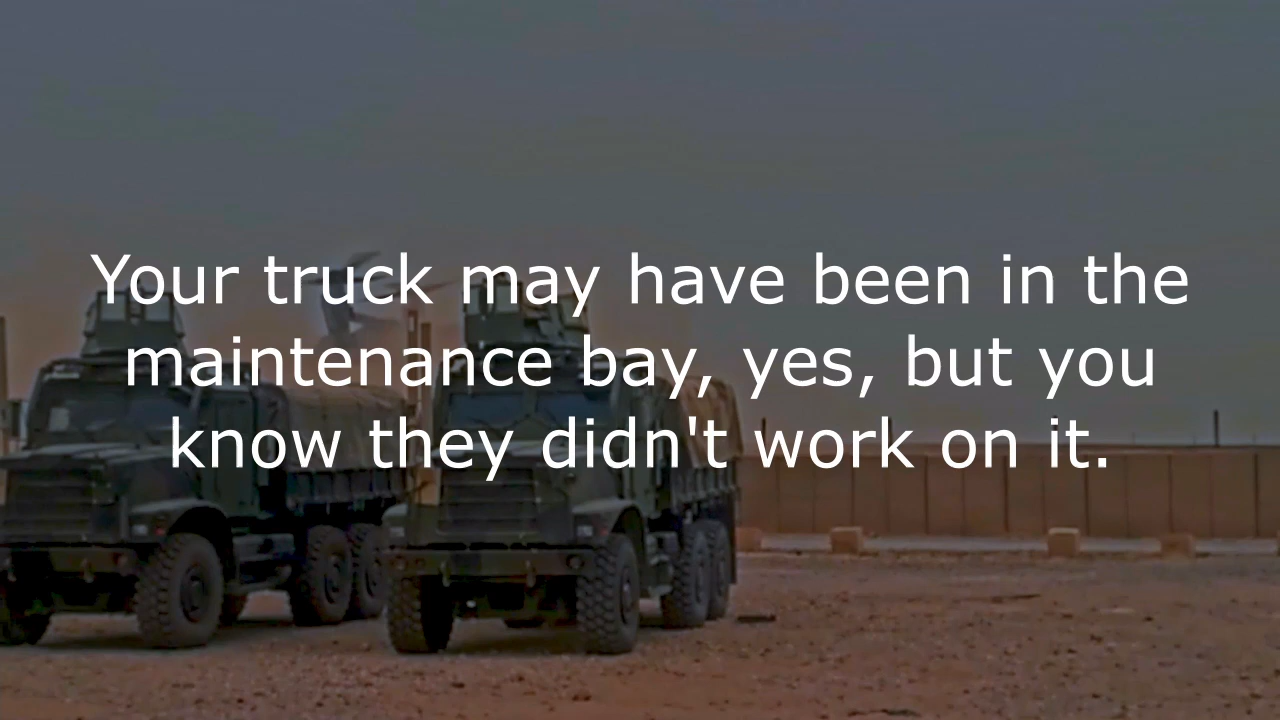 Your truck may have been in the
maintenance bay, yes, but you
know they didn't work on it.